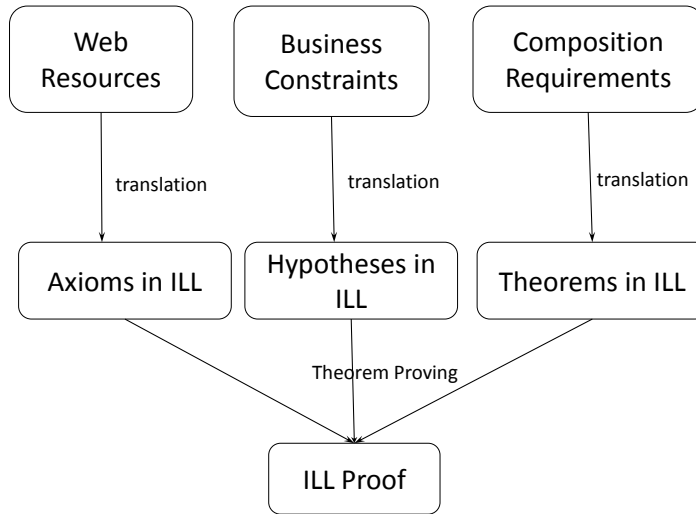 Web
Resources
Business
Constraints
Composition
Requirements
translation
translation
translation
Axioms in ILL
Hypotheses in
ILL
Theorems in ILL
Theorem Proving
ILL Proof